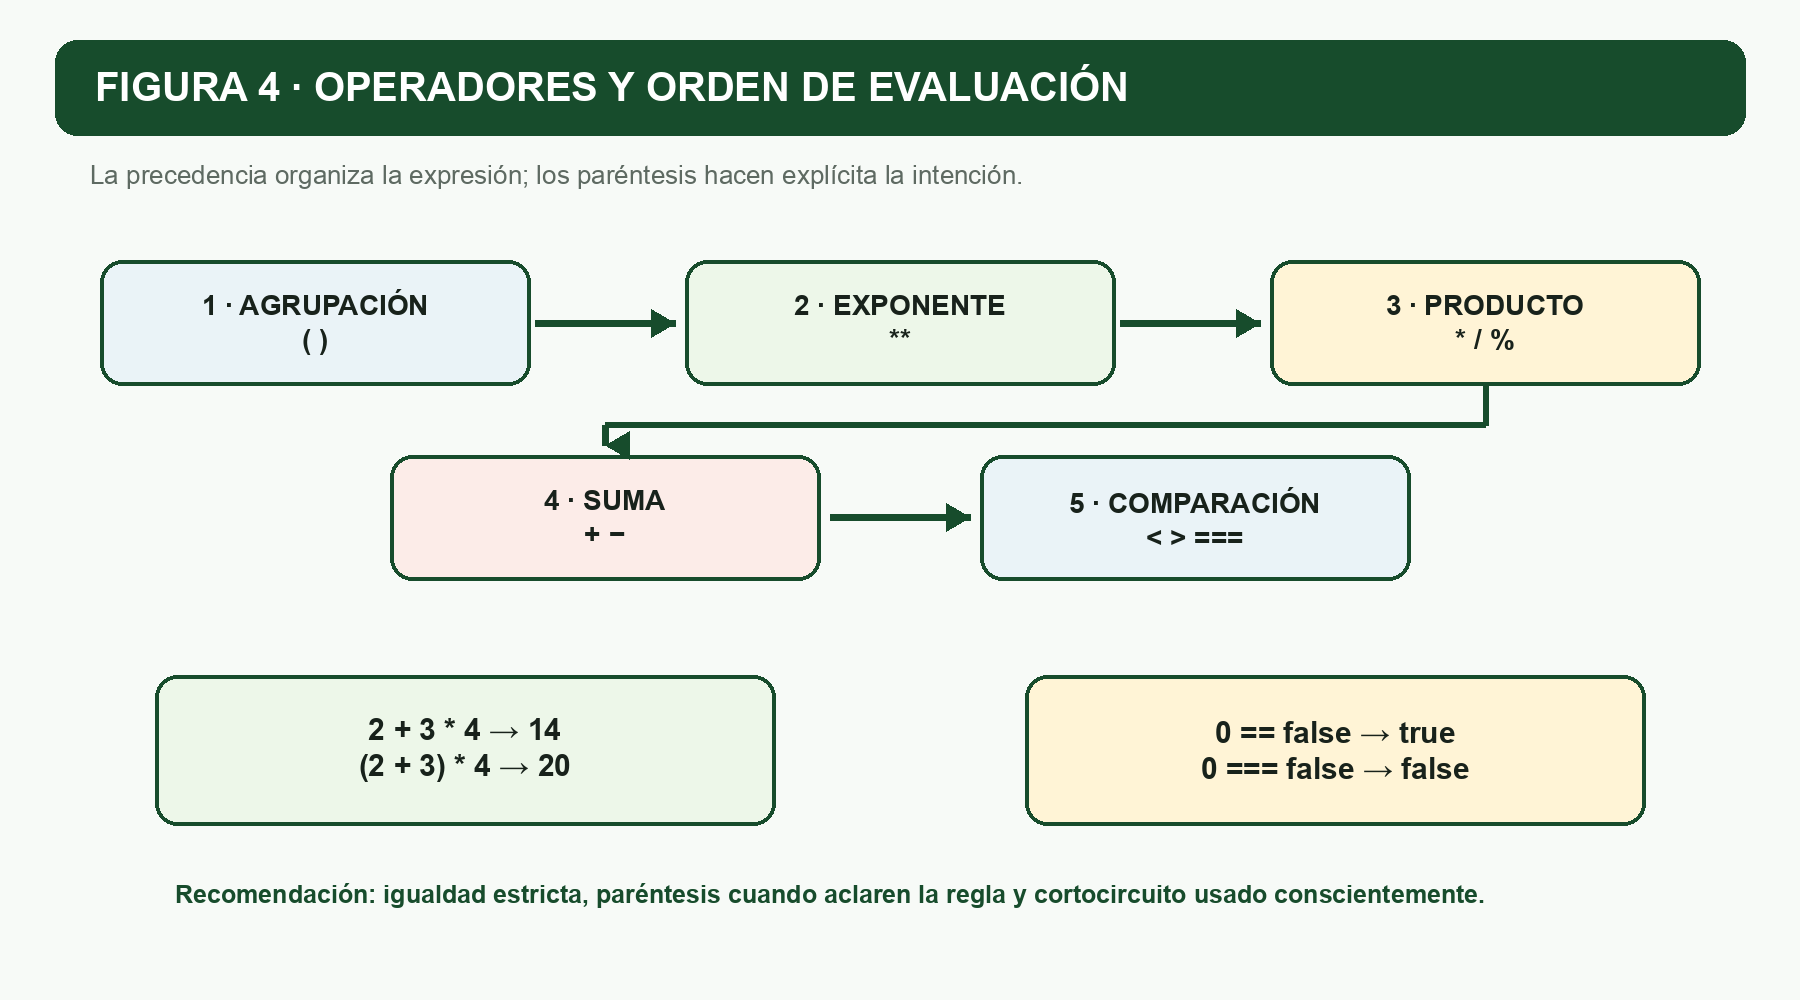 FIGURA 4 · OPERADORES Y ORDEN DE EVALUACIÓN
La precedencia organiza la expresión; los paréntesis hacen explícita la intención.
1 · AGRUPACIÓN
( )
2 · EXPONENTE
**
3 · PRODUCTO
* / %
4 · SUMA
+ −
5 · COMPARACIÓN
< > ===
2 + 3 * 4 → 14
(2 + 3) * 4 → 20
0 == false → true
0 === false → false
Recomendación: igualdad estricta, paréntesis cuando aclaren la regla y cortocircuito usado conscientemente.